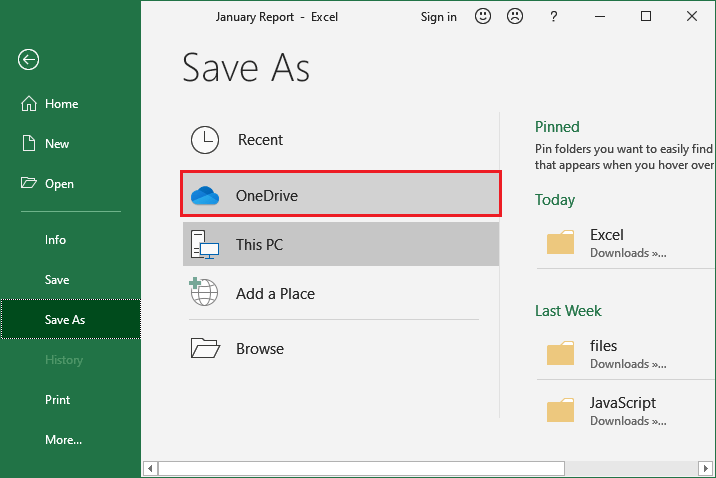 January Report - Excel
Sign in
?
Save As
Home
New
Open
Info
Save
Save As
History
Print
More...
Recent
OneDrive
This PC
Add a Place
Browse
Pinned
Pin folders you want to easily find
that appears when you hover over
Today
Excel
Downloads »...
Last Week
files
Downloads »...
JavaScript
Downloads »...